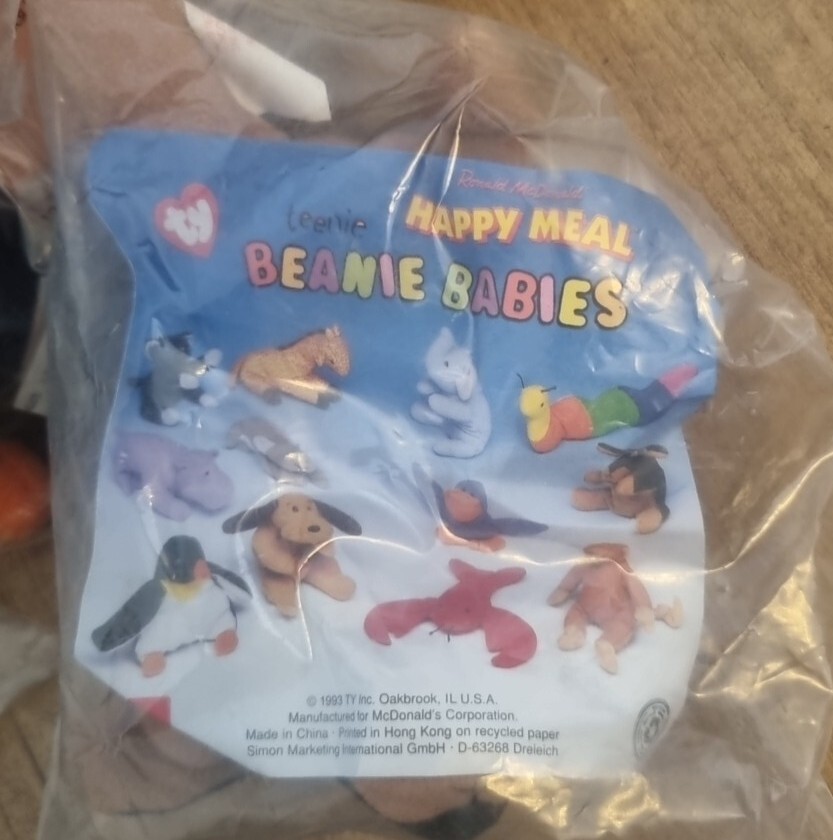 Ronald McDonald
ty
teenie
HAPPY MEAL
BEANIE BABIES
© 1993 TY Inc. Oakbrook, IL U.S.A.
Manufactured for McDonald's Corporation.
Made in China · Printed in Hong Kong on recycled paper
Simon Marketing International GmbH · D-63268 Dreieich